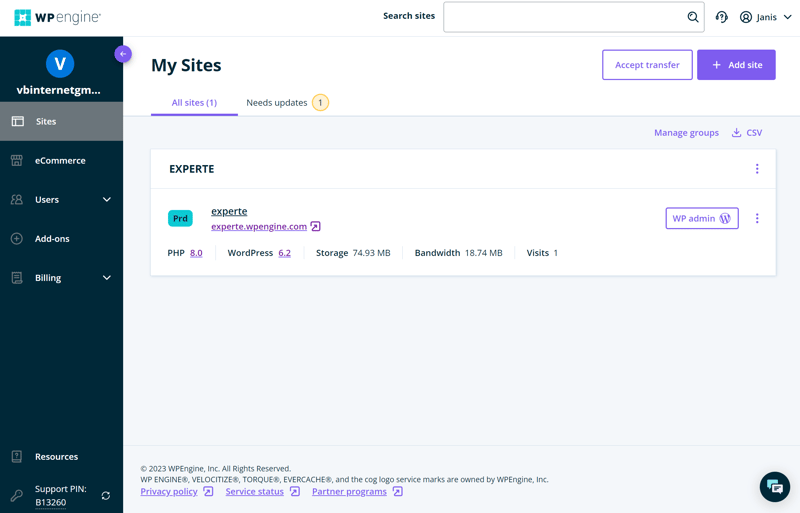 WP engine®
Search sites
Janis
V
vbinternetgm...
Sites
eCommerce
Users
Add-ons
Billing
Resources
Support PIN:
B13260
My Sites
Accept transfer
+ Add site
All sites (1)
Needs updates 1
Manage groups
CSV
EXPERTE
Prd
experte
experte.wpengine.com
WP admin
PHP 8.0
WordPress 6.2
Storage 74.93 MB
Bandwidth 18.74 MB
Visits 1
© 2023 WPEngine, Inc. All Rights Reserved.
WP ENGINE®, VELOCITIZE®, TORQUE®, EVERCACHE®, and the cog logo service marks are owned by WPEngine, Inc.
Privacy policy Service status Partner programs